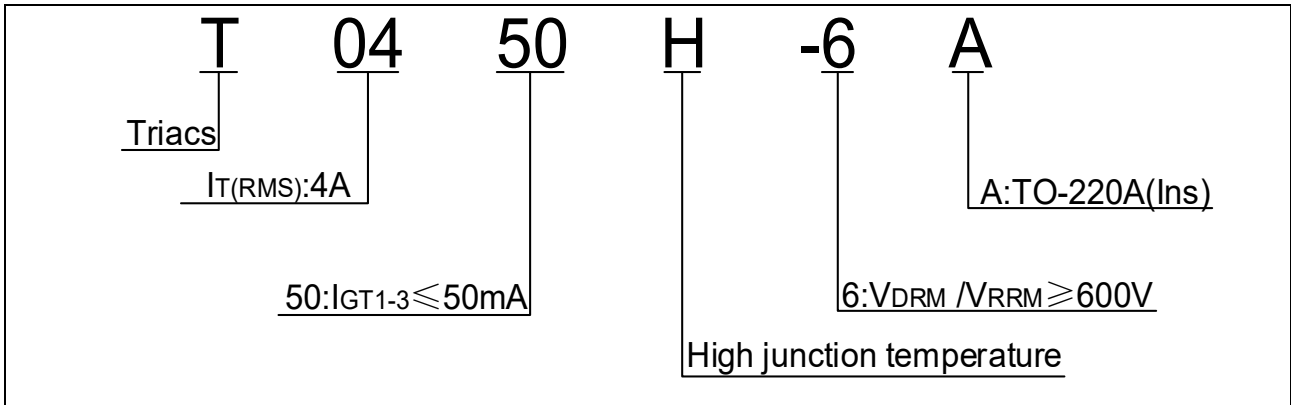 T 04 50 H -6 A
Triacs
IT(RMS):4A
A:TO-220A(Ins)
50:IGT1-3≤50mA
6:VDRM /VRRM≥600V
High junction temperature